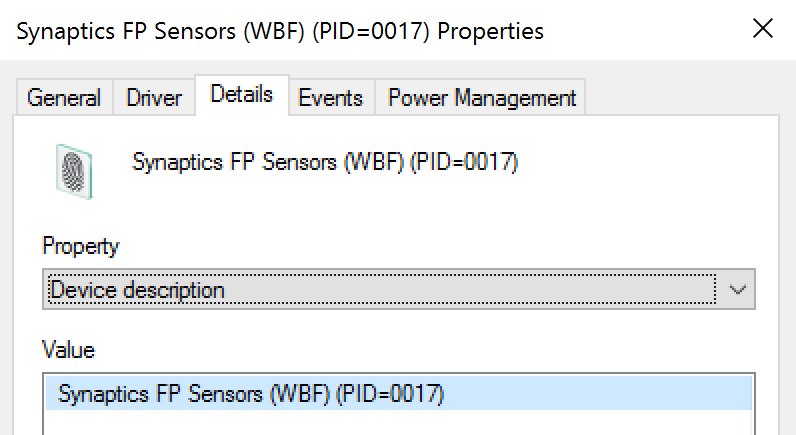 Synaptics FP Sensors (WBF) (PID=0017) Properties
General Driver Details Events Power Management
Synaptics FP Sensors (WBF) (PID=0017)
Property
Device description
Value
Synaptics FP Sensors (WBF) (PID=0017)